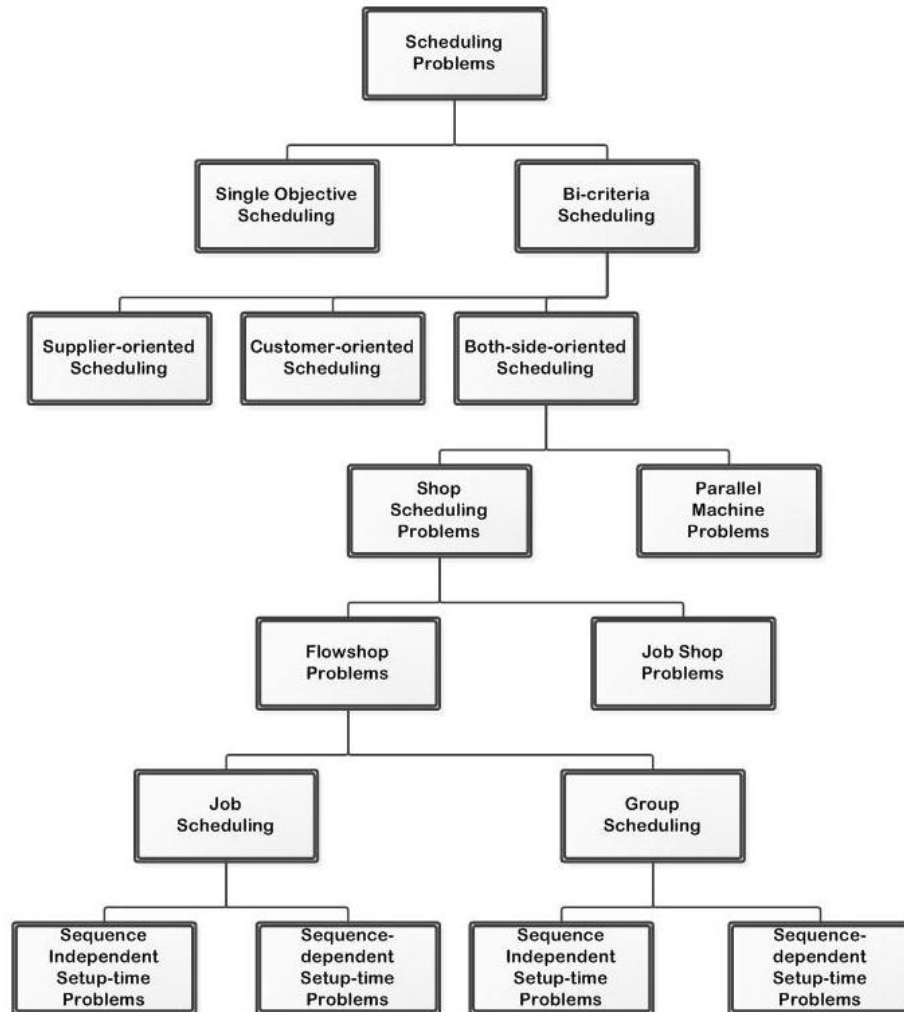 Scheduling
Problems
Single Objective
Scheduling
Bi-criteria
Scheduling
Supplier-oriented
Scheduling
Customer-oriented
Scheduling
Both-side-oriented
Scheduling
Shop
Scheduling
Problems
Parallel
Machine
Problems
Flowshop
Problems
Job Shop
Problems
Job
Scheduling
Group
Scheduling
Sequence
Independent
Setup-time
Problems
Sequence-
dependent
Setup-time
Problems
Sequence
Independent
Setup-time
Problems
Sequence-
dependent
Setup-time
Problems